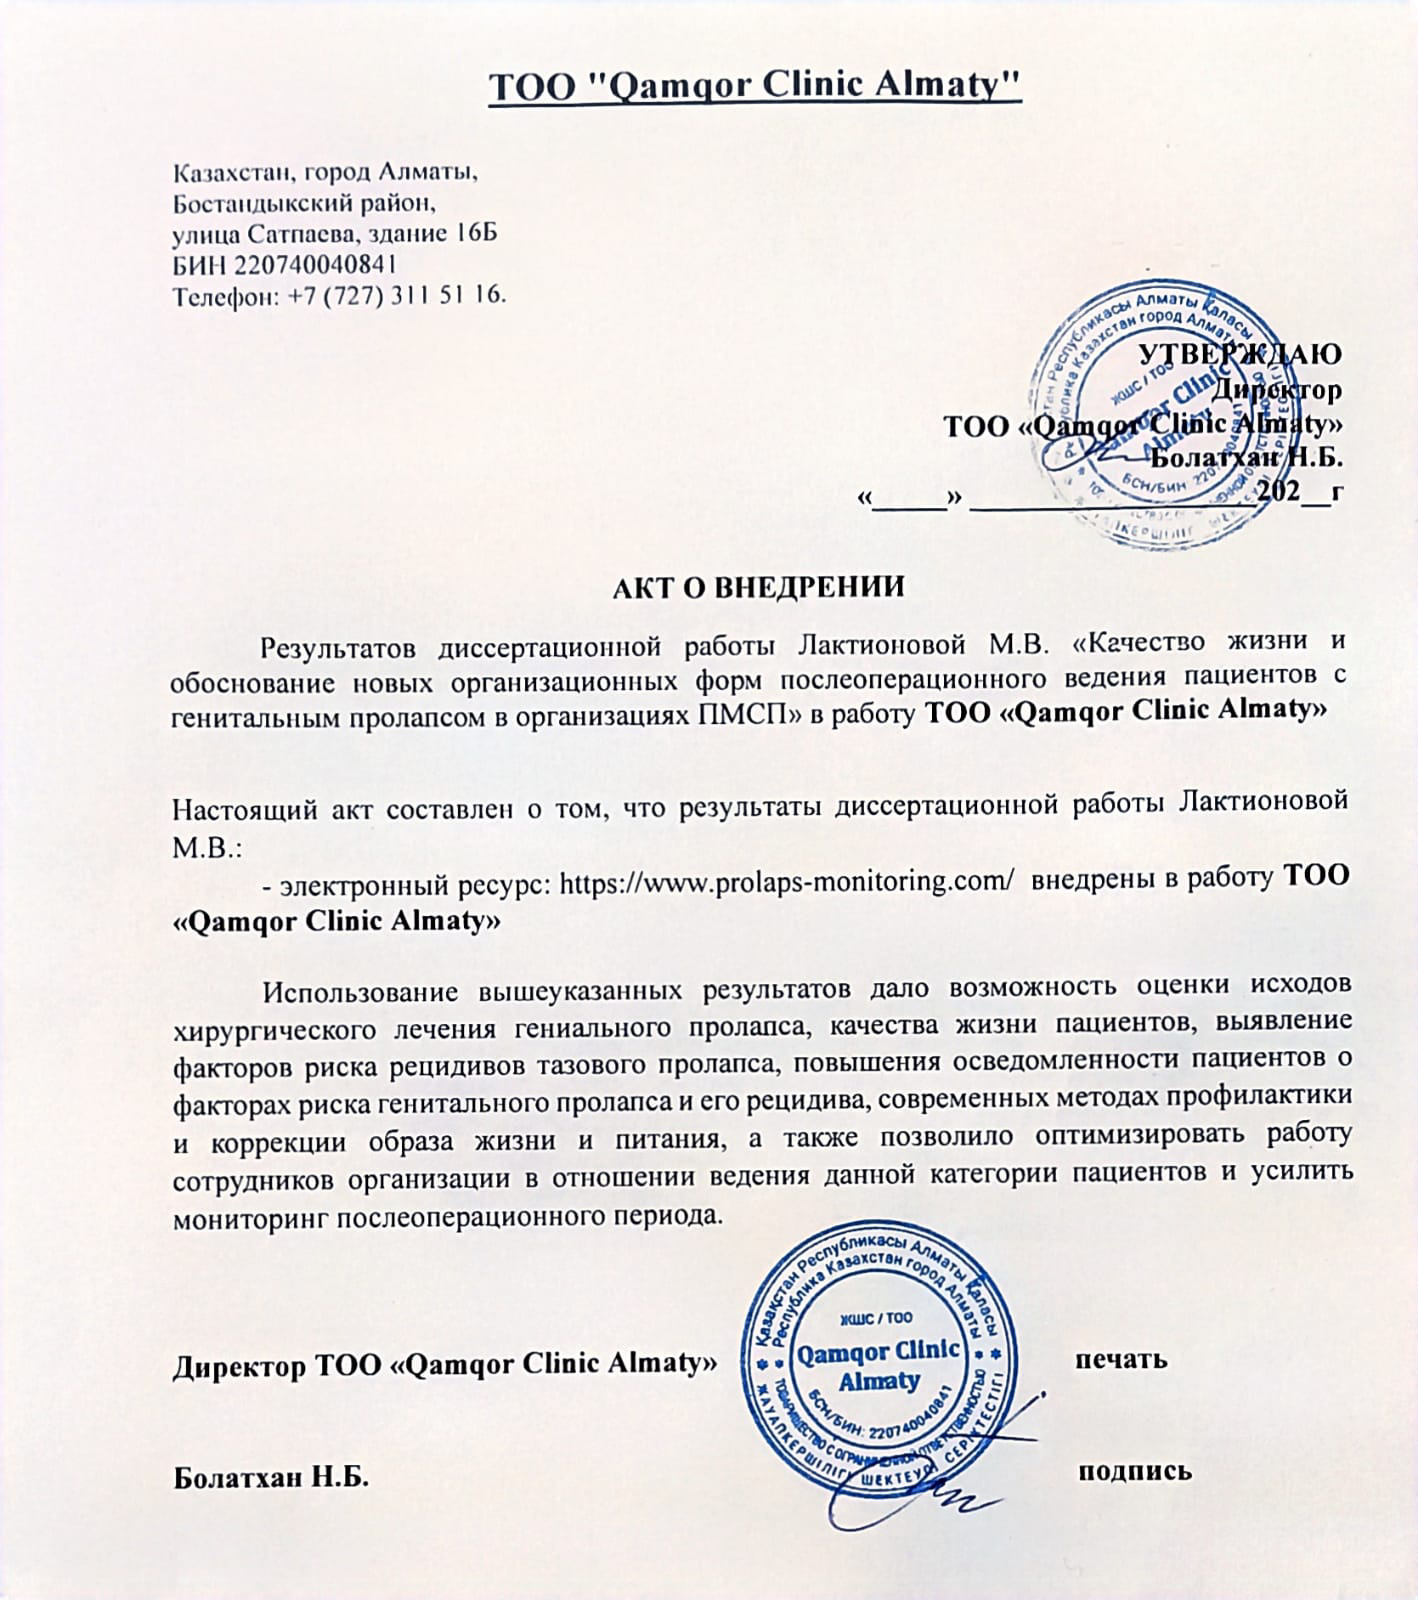 ТОО "Qamqor Clinic Almaty"
Казахстан, город Алматы,
Бостандыкский район,
улица Сатпаева, здание 16Б
БИН 220740040841
Телефон: +7 (727) 311 51 16.
УТВЕРЖДАЮ
Директор
ТОО «Qamqor Clinic Almaty»
Болатхан Н.Б.
«_____» ___________________202__г
АКТ О ВНЕДРЕНИИ
Результатов диссертационной работы Лактионовой М.В. «Качество жизни и
обоснование новых организационных форм послеоперационного ведения пациентов с
генитальным пролапсом в организациях ПМСП» в работу ТОО «Qamqor Clinic Almaty»
Настоящий акт составлен о том, что результаты диссертационной работы Лактионовой
М.В.:
- электронный ресурс: https://www.prolaps-monitoring.com/ внедрены в работу ТОО
«Qamqor Clinic Almaty»
Использование вышеуказанных результатов дало возможность оценки исходов
хирургического лечения гениального пролапса, качества жизни пациентов, выявление
факторов риска рецидивов тазового пролапса, повышения осведомленности пациентов о
факторах риска генитального пролапса и его рецидива, современных методах профилактики
и коррекции образа жизни и питания, а также позволило оптимизировать работу
сотрудников организации в отношении ведения данной категории пациентов и усилить
мониторинг послеоперационного периода.
Директор ТОО «Qamqor Clinic Almaty»
печать
Қазақстан Республикасы Алматы Қаласы
Республика Казахстан город Алматы
ЖШС / ТОО
Qamqor Clinic
Almaty
БСН/БИН: 220740040841
ТОВАРИЩЕСТВО С ОГРАНИЧЕННОЙ ОТВЕТСТВЕННОСТЬЮ
ЖАУАПКЕРШІЛІГІ ШЕКТЕУЛІ СЕРІКТЕСТІГІ
Болатхан Н.Б.
подпись